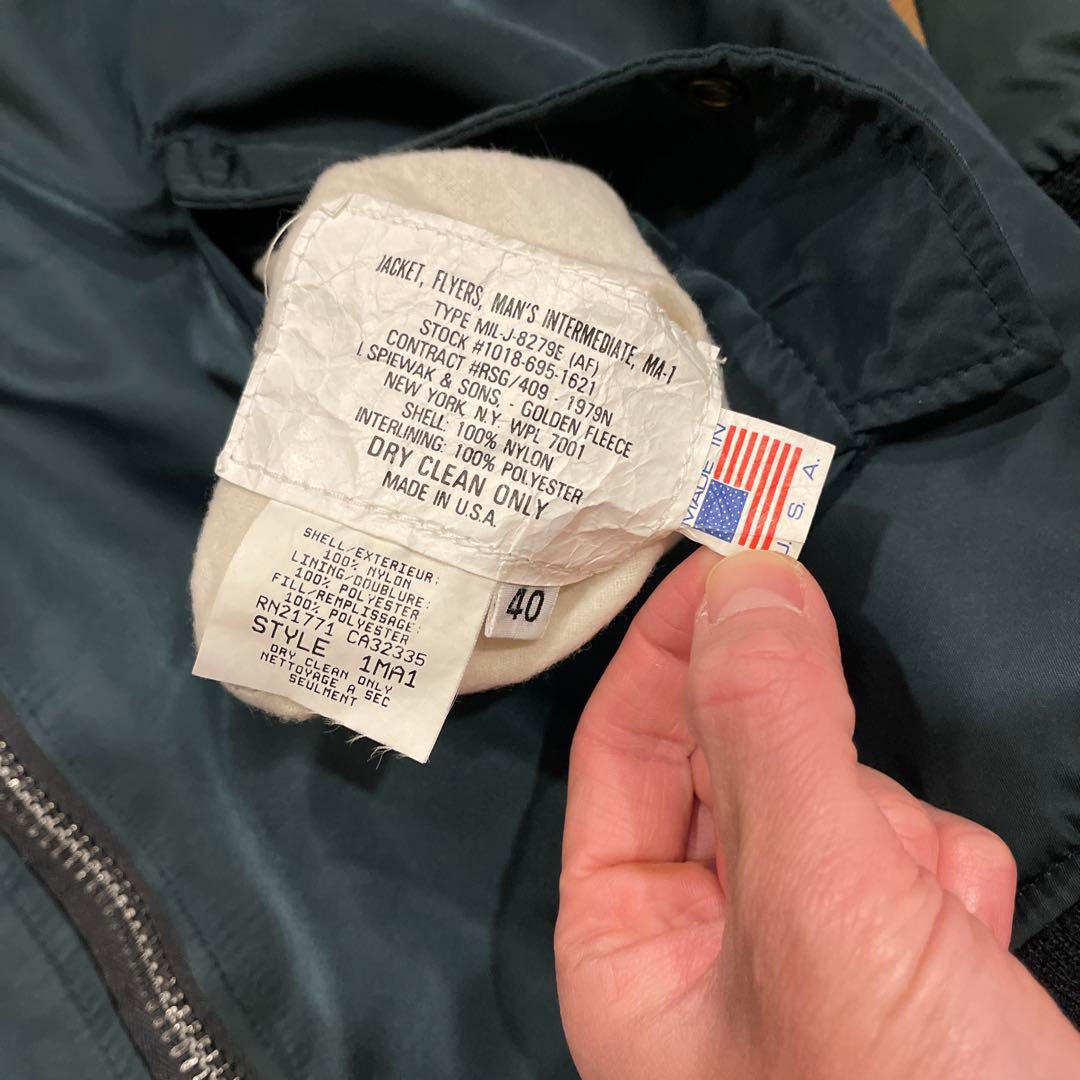 JACKET, FLYERS, MAN'S INTERMEDIATE, MA-1
TYPE MIL-J-8279E (AF)
STOCK #1018-695-1621
CONTRACT #RSG/409 - 1979N
I. SPIEWAK & SONS. - GOLDEN FLEECE
NEW YORK. N.Y. WPL 7001
SHELL: 100% NYLON
INTERLINING: 100% POLYESTER
DRY CLEAN ONLY
MADE IN U.S.A.
MADE IN
U. S. A.
40
SHELL/EXTERIEUR:
100% NYLON
LINING/DOUBLURE:
100% POLYESTER
FILL/REMPLISSAGE:
100% POLYESTER
RN21771 CA32335
STYLE 1MA1
DRY CLEAN ONLY
NETTOYAGE A SEC
SEULMENT